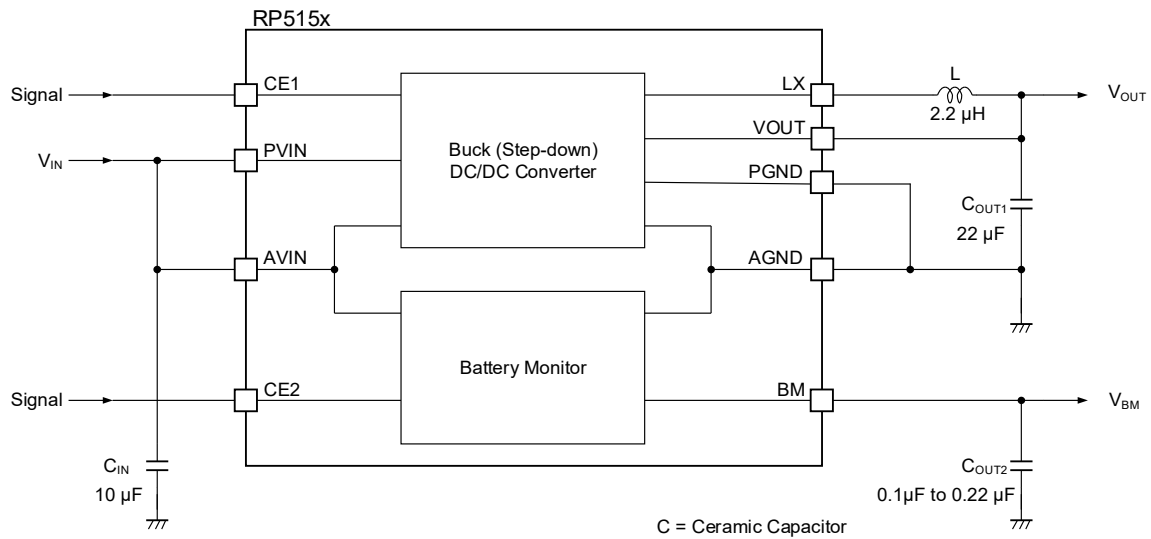 RP515x
Signal
CE1
LX
L
2.2 µH
VOUT
VOUT
VIN
PVIN
Buck (Step-down)
DC/DC Converter
PGND
COUT1
22 µF
AVIN
AGND
Battery Monitor
Signal
CE2
BM
VBM
CIN
10 µF
COUT2
0.1µF to 0.22 µF
C = Ceramic Capacitor